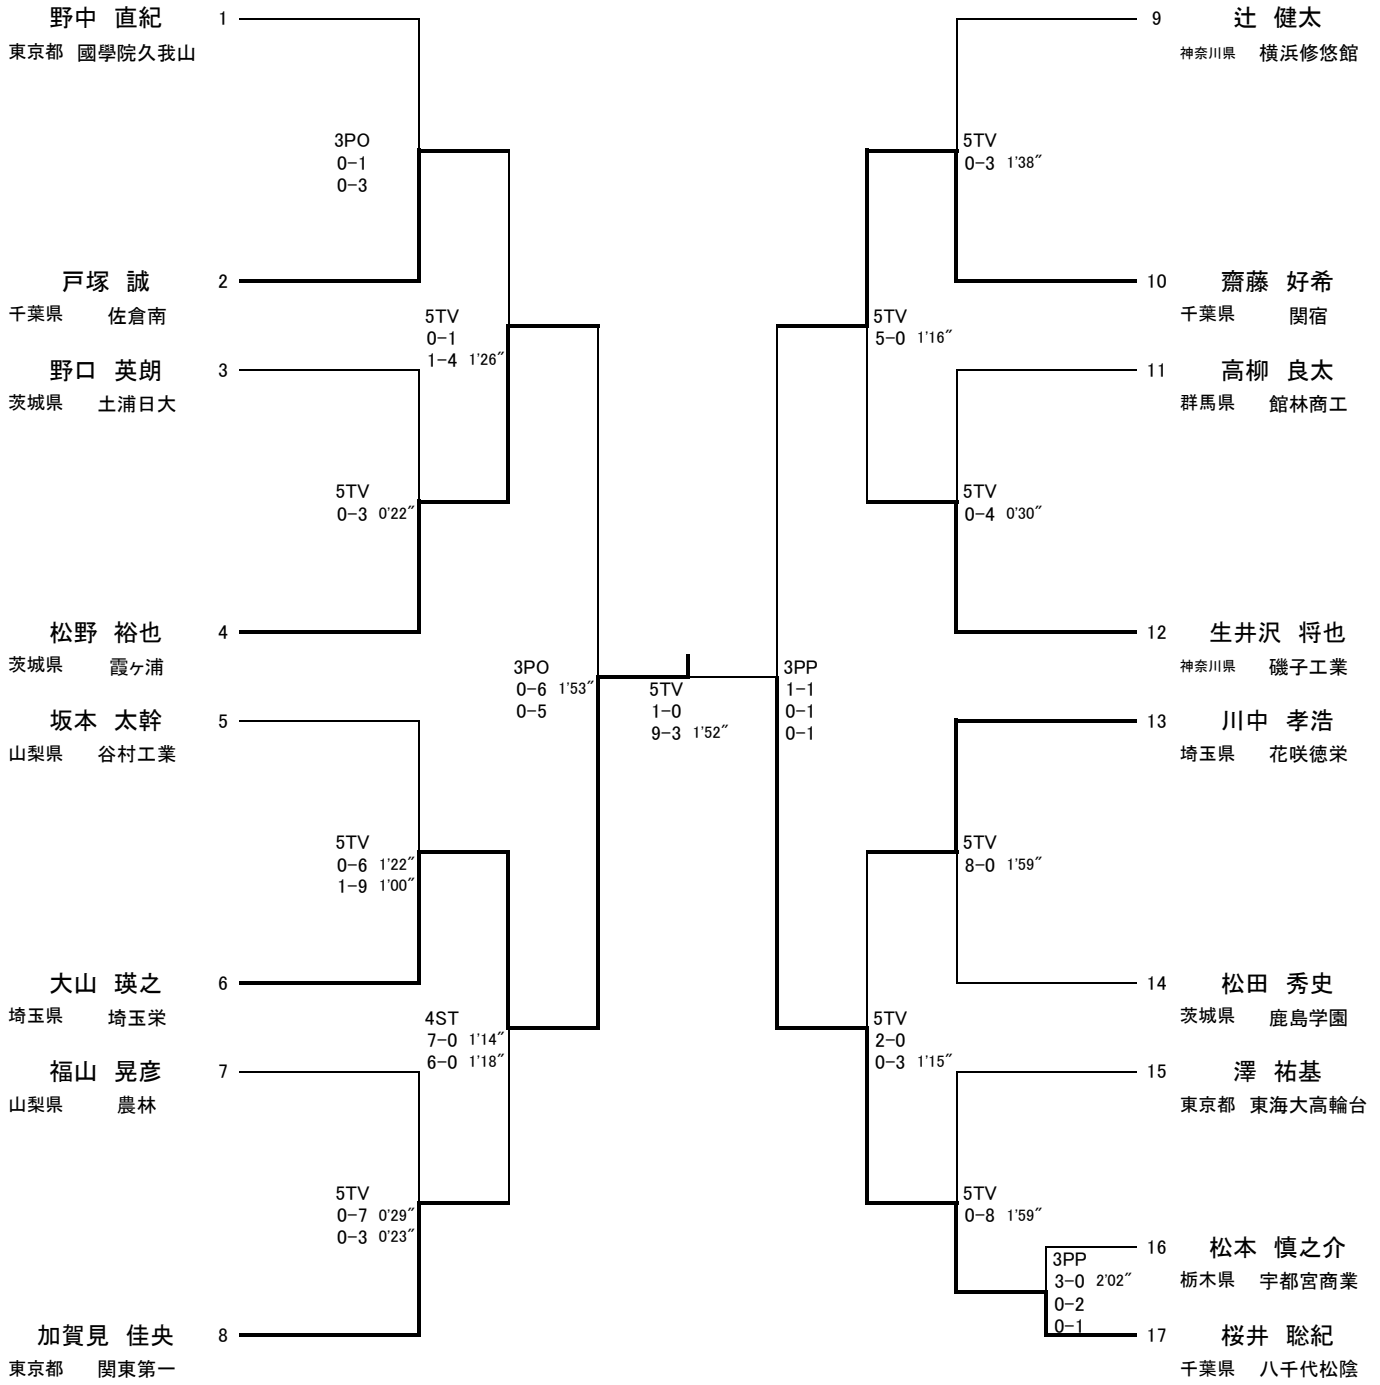 野中 直紀 1
東京都 國學院久我山
3PO
0-1
0-3
戸塚 誠 2
千葉県 佐倉南
5TV
0-1
1-4 1'26"
野口 英朗 3
茨城県 土浦日大
5TV
0-3 0'22"
松野 裕也 4
茨城県 霞ヶ浦
3PO
0-6 1'53"
0-5
坂本 太幹 5
山梨県 谷村工業
5TV
0-6 1'22"
1-9 1'00"
大山 瑛之 6
埼玉県 埼玉栄
4ST
7-0 1'14"
6-0 1'18"
福山 晃彦 7
山梨県 農林
5TV
0-7 0'29"
0-3 0'23"
加賀見 佳央 8
東京都 関東第一
5TV
1-0
9-3 1'52"
9 辻 健太
神奈川県 横浜修悠館
5TV
0-3 1'38"
10 齋藤 好希
千葉県 関宿
5TV
5-0 1'16"
11 高柳 良太
群馬県 館林商工
5TV
0-4 0'30"
12 生井沢 将也
神奈川県 磯子工業
3PP
1-1
0-1
0-1
13 川中 孝浩
埼玉県 花咲徳栄
5TV
8-0 1'59"
14 松田 秀史
茨城県 鹿島学園
5TV
2-0
0-3 1'15"
15 澤 祐基
東京都 東海大高輪台
5TV
0-8 1'59"
16 松本 慎之介
栃木県 宇都宮商業
3PP
3-0 2'02"
0-2
0-1
17 桜井 聡紀
千葉県 八千代松陰